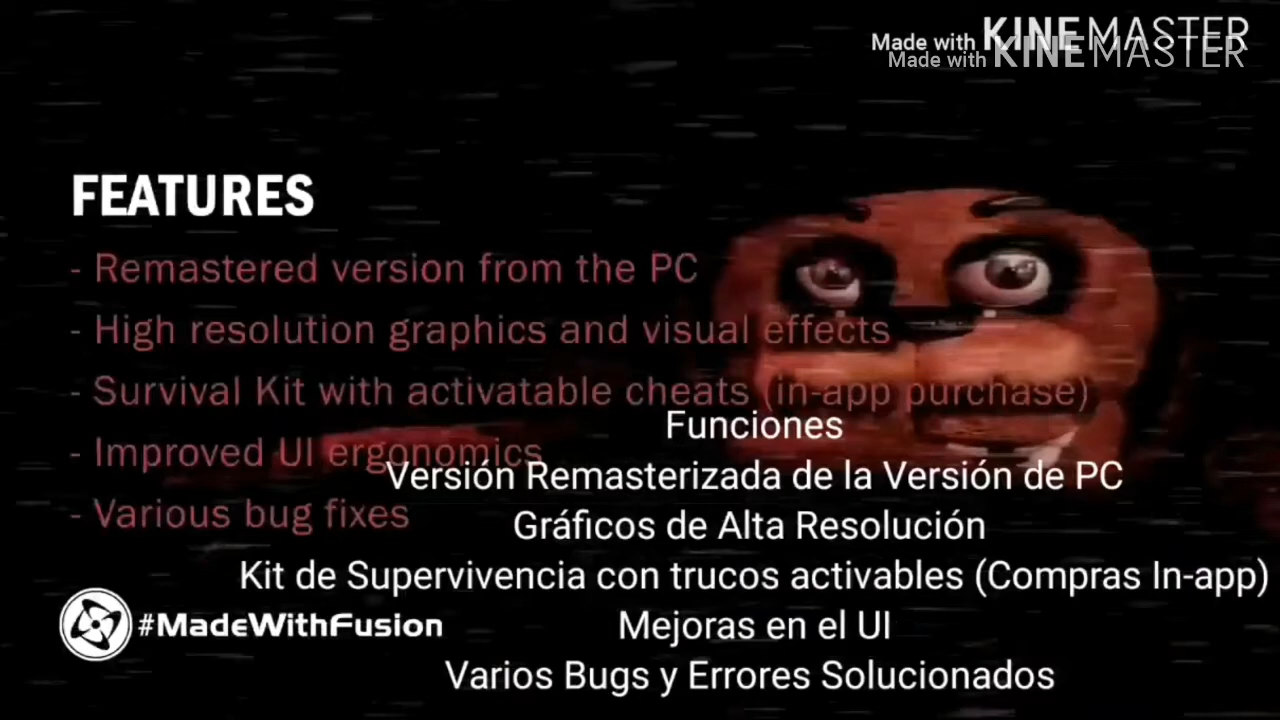 Made with KINEMASTER
Made with KINEMASTER
FEATURES
- Remastered version from the PC
- High resolution graphics and visual effects
- Survival Kit with activatable cheats (in-app purchase)
- Improved UI ergonomics
- Various bug fixes
Funciones
Versión Remasterizada de la Versión de PC
Gráficos de Alta Resolución
Kit de Supervivencia con trucos activables (Compras In-app)
Mejoras en el UI
Varios Bugs y Errores Solucionados
#MadeWithFusion